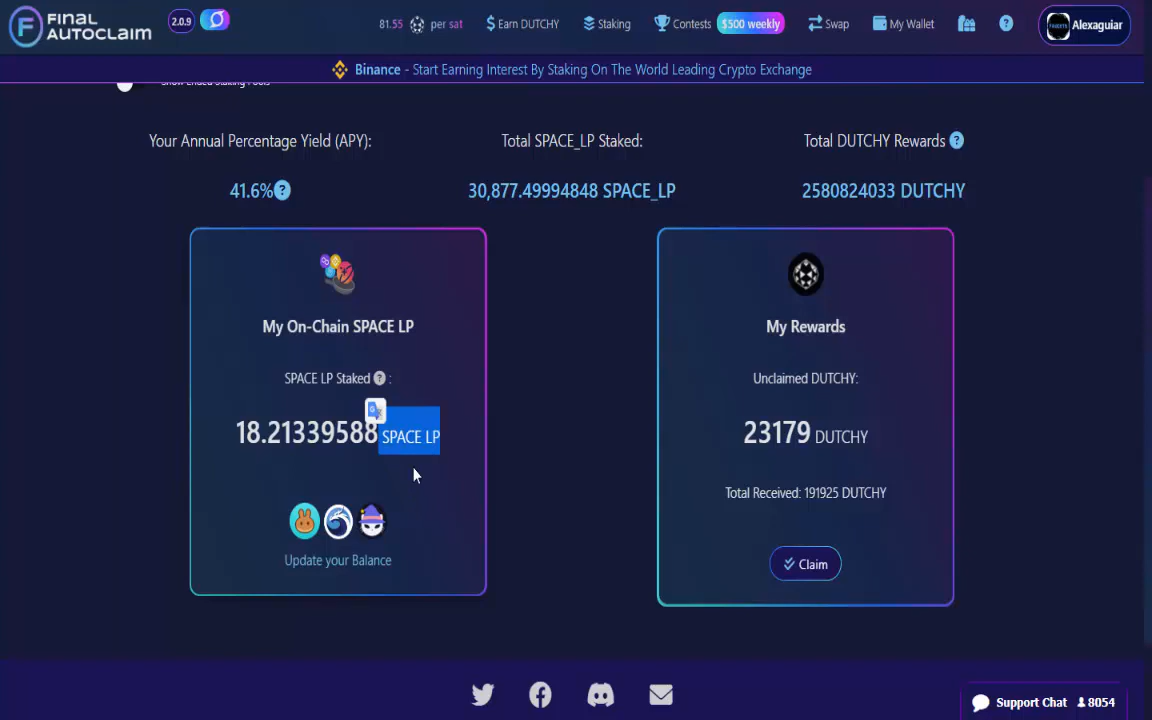 FINAL
AUTOCLAIM
2.0.9
81.55 per sat
Earn DUTCHY
Staking
Contests $500 weekly
Swap
My Wallet
Alexaguiar
Binance - Start Earning Interest By Staking On The World Leading Crypto Exchange
Show Ended Staking Pools
Your Annual Percentage Yield (APY):
41.6%
Total SPACE_LP Staked:
30,877.49994848 SPACE_LP
Total DUTCHY Rewards
2580824033 DUTCHY
My On-Chain SPACE LP
SPACE LP Staked :
18.21339588 SPACE LP
Update your Balance
My Rewards
Unclaimed DUTCHY:
23179 DUTCHY
Total Received: 191925 DUTCHY
Claim
Support Chat 8054